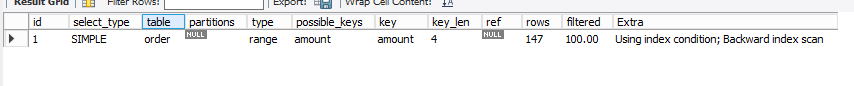 Result Grid Filter Rows: Export: Wrap Cell Content:
id select_type table partitions type possible_keys key key_len ref rows filtered Extra
1 SIMPLE order NULL range amount amount 4 NULL 147 100.00 Using index condition; Backward index scan